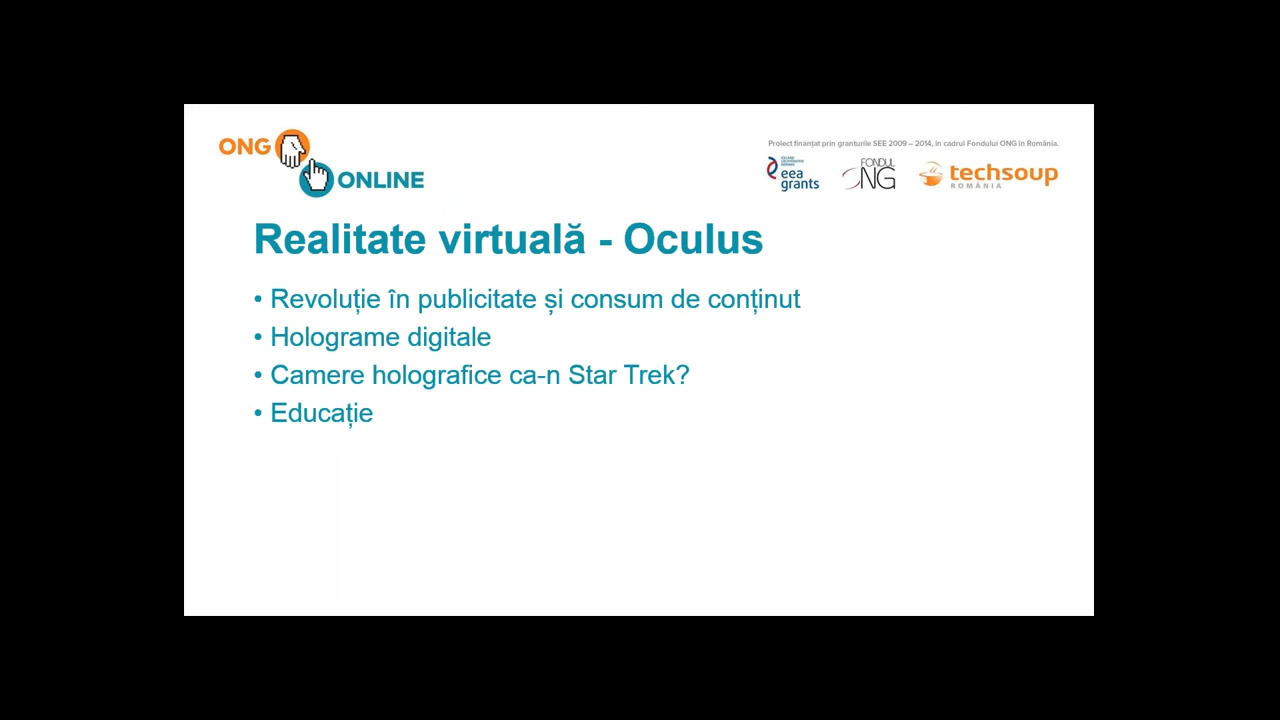 ONG
ONLINE
Proiect finanțat prin granturile SEE 2009 – 2014, în cadrul Fondului ONG în România.
eea
grants
FONDUL
ONG
techsoup
ROMÂNIA
Realitate virtuală - Oculus
• Revoluție în publicitate și consum de conținut
• Holograme digitale
• Camere holografice ca-n Star Trek?
• Educație